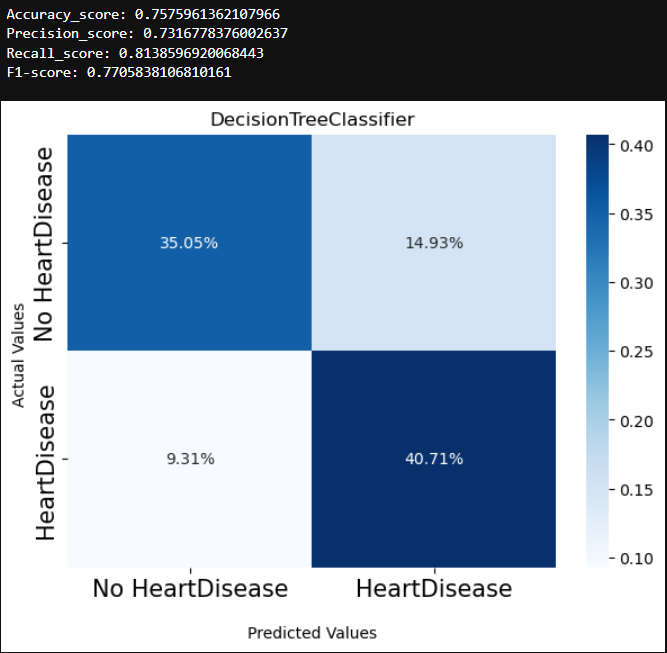 Accuracy_score: 0.7575961362107966
Precision_score: 0.7316778376002637
Recall_score: 0.8138596920068443
F1-score: 0.7705838106810161
DecisionTreeClassifier
No HeartDisease
HeartDisease
Actual Values
35.05%
14.93%
9.31%
40.71%
No HeartDisease
HeartDisease
Predicted Values
0.40
0.35
0.30
0.25
0.20
0.15
0.10